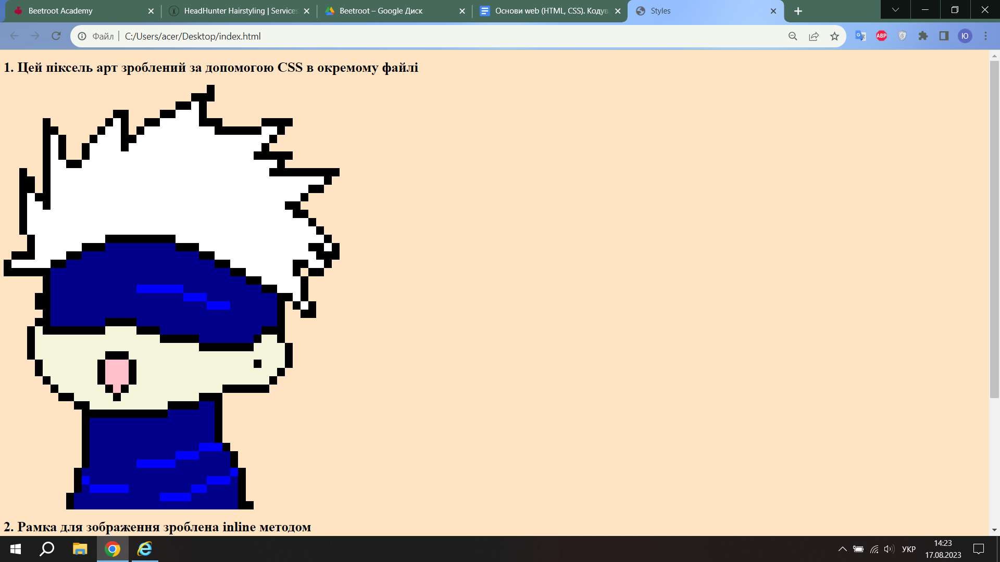 Beetroot Academy
HeadHunter Hairstyling | Services
Beetroot – Google Диск
Основи web (HTML, CSS). Кодув
Styles
Файл C:/Users/acer/Desktop/index.html
ABP
Ю
1. Цей піксель арт зроблений за допомогою CSS в окремому файлі
2. Рамка для зображення зроблена inline методом
УКР
14:23
17.08.2023